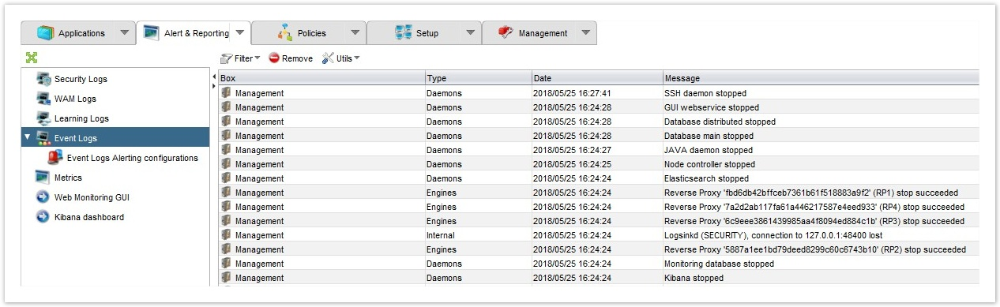 Applications Alert & Reporting Policies Setup Management
Filter Remove Utils
Security Logs
WAM Logs
Learning Logs
Event Logs
Event Logs Alerting configurations
Metrics
Web Monitoring GUI
Kibana dashboard
Box Type Date Message
Management Daemons 2018/05/25 16:27:41 SSH daemon stopped
Management Daemons 2018/05/25 16:24:28 GUI webservice stopped
Management Daemons 2018/05/25 16:24:28 Database distributed stopped
Management Daemons 2018/05/25 16:24:28 Database main stopped
Management Daemons 2018/05/25 16:24:27 JAVA daemon stopped
Management Daemons 2018/05/25 16:24:25 Node controller stopped
Management Daemons 2018/05/25 16:24:24 Elasticsearch stopped
Management Engines 2018/05/25 16:24:24 Reverse Proxy 'fbd6db42bffceb7361b61f518883a9f2' (RP1) stop succeeded
Management Engines 2018/05/25 16:24:24 Reverse Proxy '7a2d2ab117fa61a446217587e4eed933' (RP4) stop succeeded
Management Engines 2018/05/25 16:24:24 Reverse Proxy '6c9eee3861439985aa4f8094ed884c1b' (RP3) stop succeeded
Management Internal 2018/05/25 16:24:24 Logsinkd (SECURITY), connection to 127.0.0.1:48400 lost
Management Engines 2018/05/25 16:24:24 Reverse Proxy '5887a1ee1bd79deed8299c60c6743b10' (RP2) stop succeeded
Management Daemons 2018/05/25 16:24:24 Monitoring database stopped
Management Daemons 2018/05/25 16:24:24 Kibana stopped